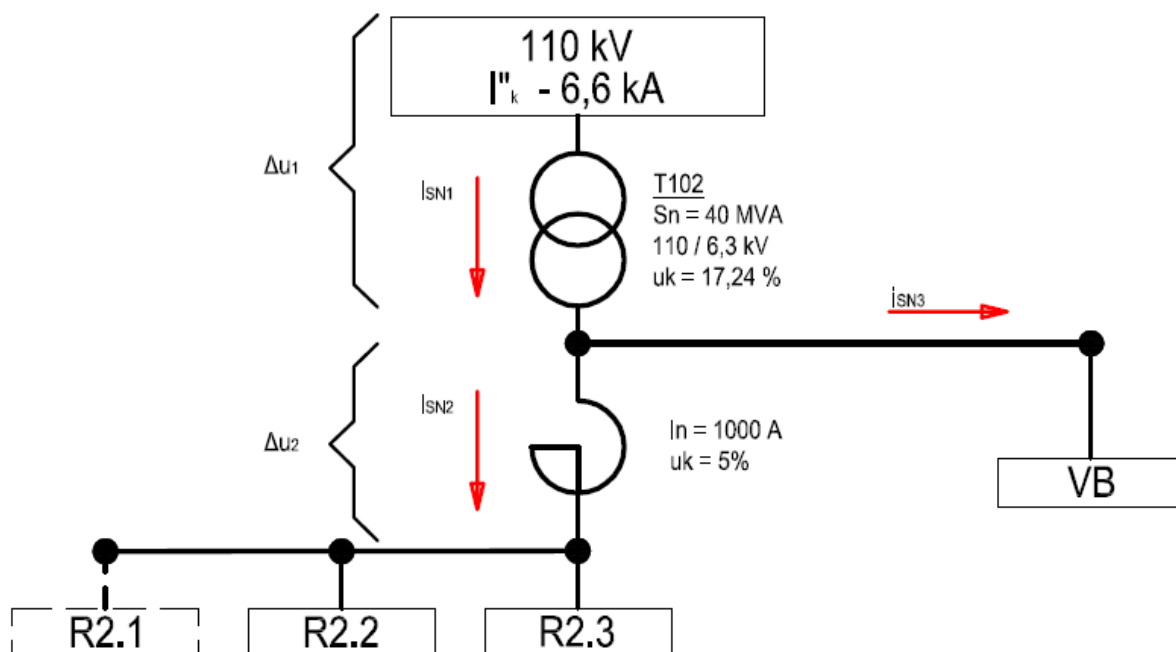 110 kV
I"k - 6,6 kA
Δu1
ISN1
T102
Sn = 40 MVA
110 / 6,3 kV
uk = 17,24 %
iSN3
Δu2
ISN2
In = 1000 A
uk = 5%
VB
R2.1
R2.2
R2.3